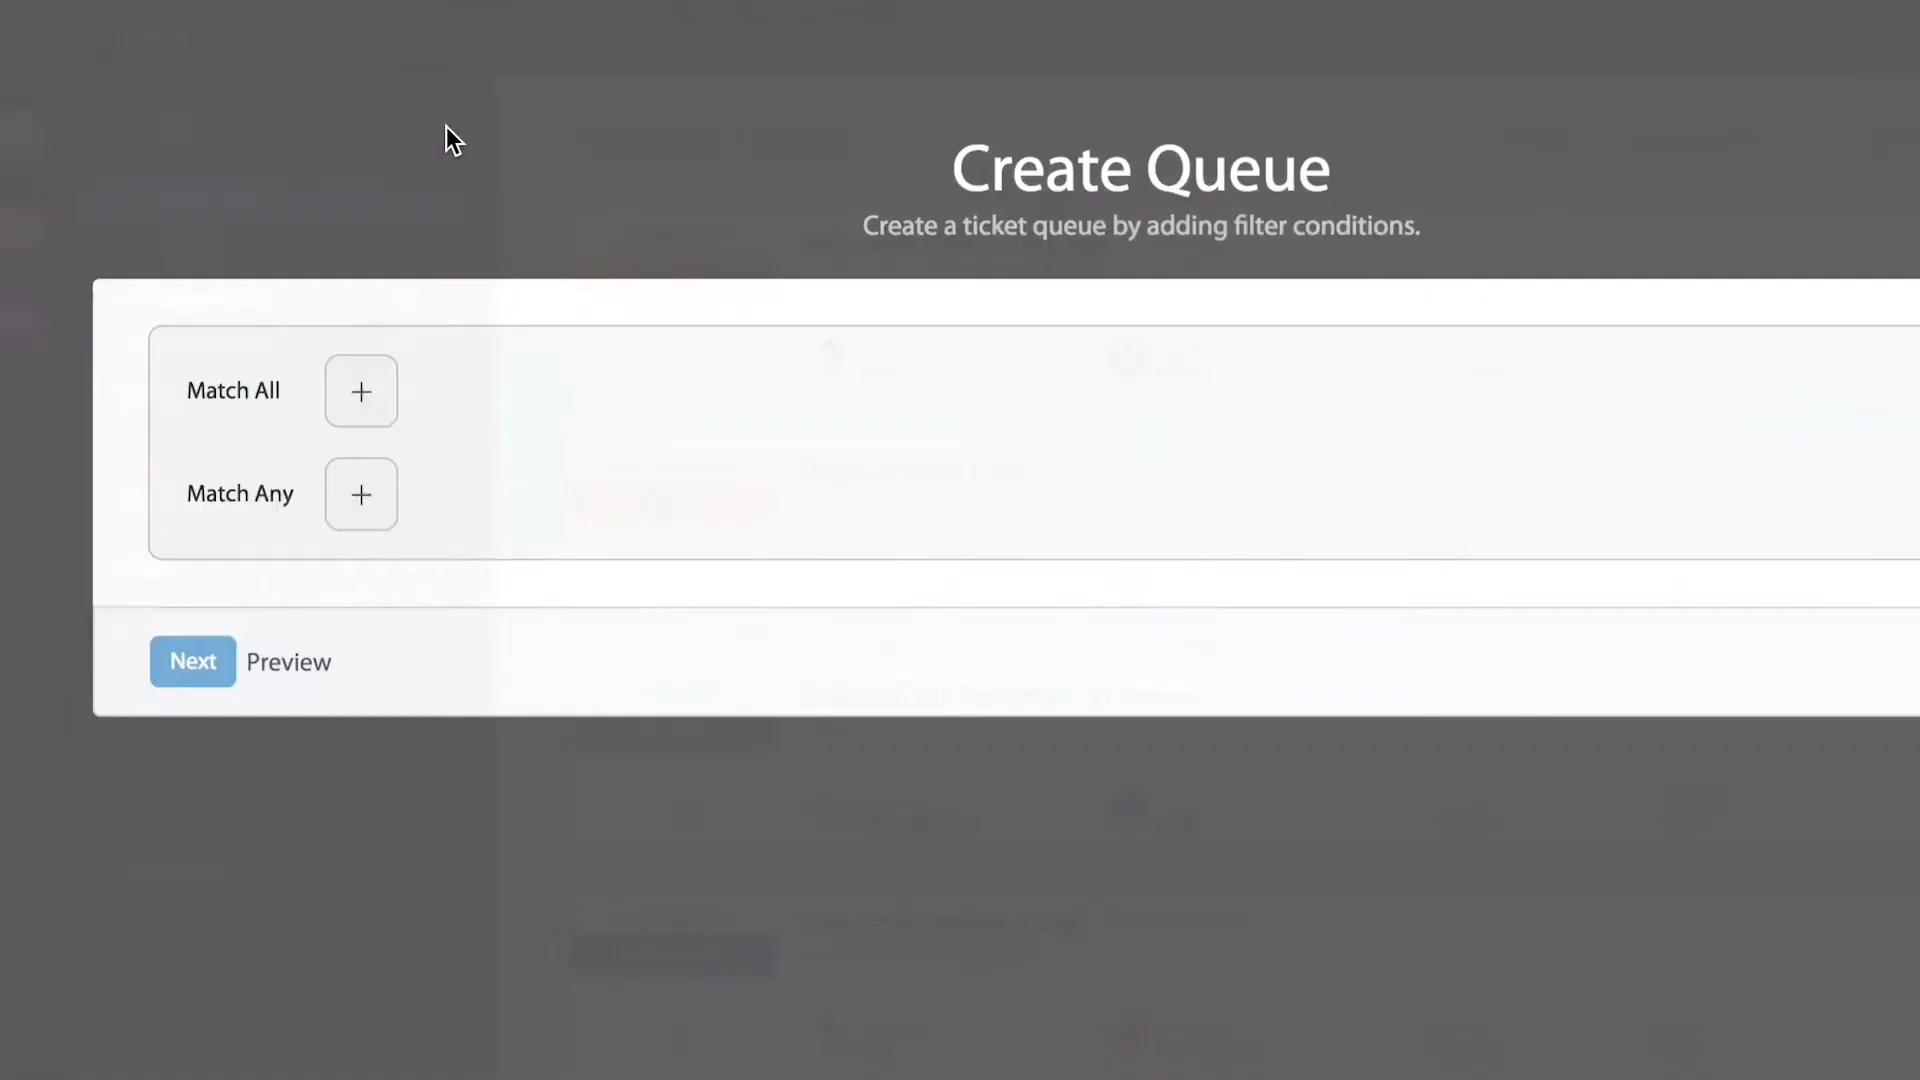 Create Queue
Create a ticket queue by adding filter conditions.
Match All +
Match Any +
Next Preview